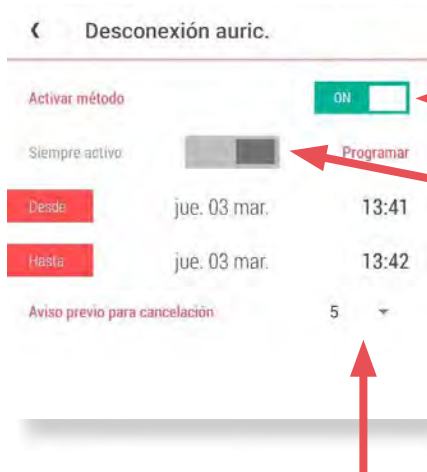 Desconexión auric.
Activar método ON
Siempre activo Programar
Desde jue. 03 mar. 13:41
Hasta jue. 03 mar. 13:42
Aviso previo para cancelación 5